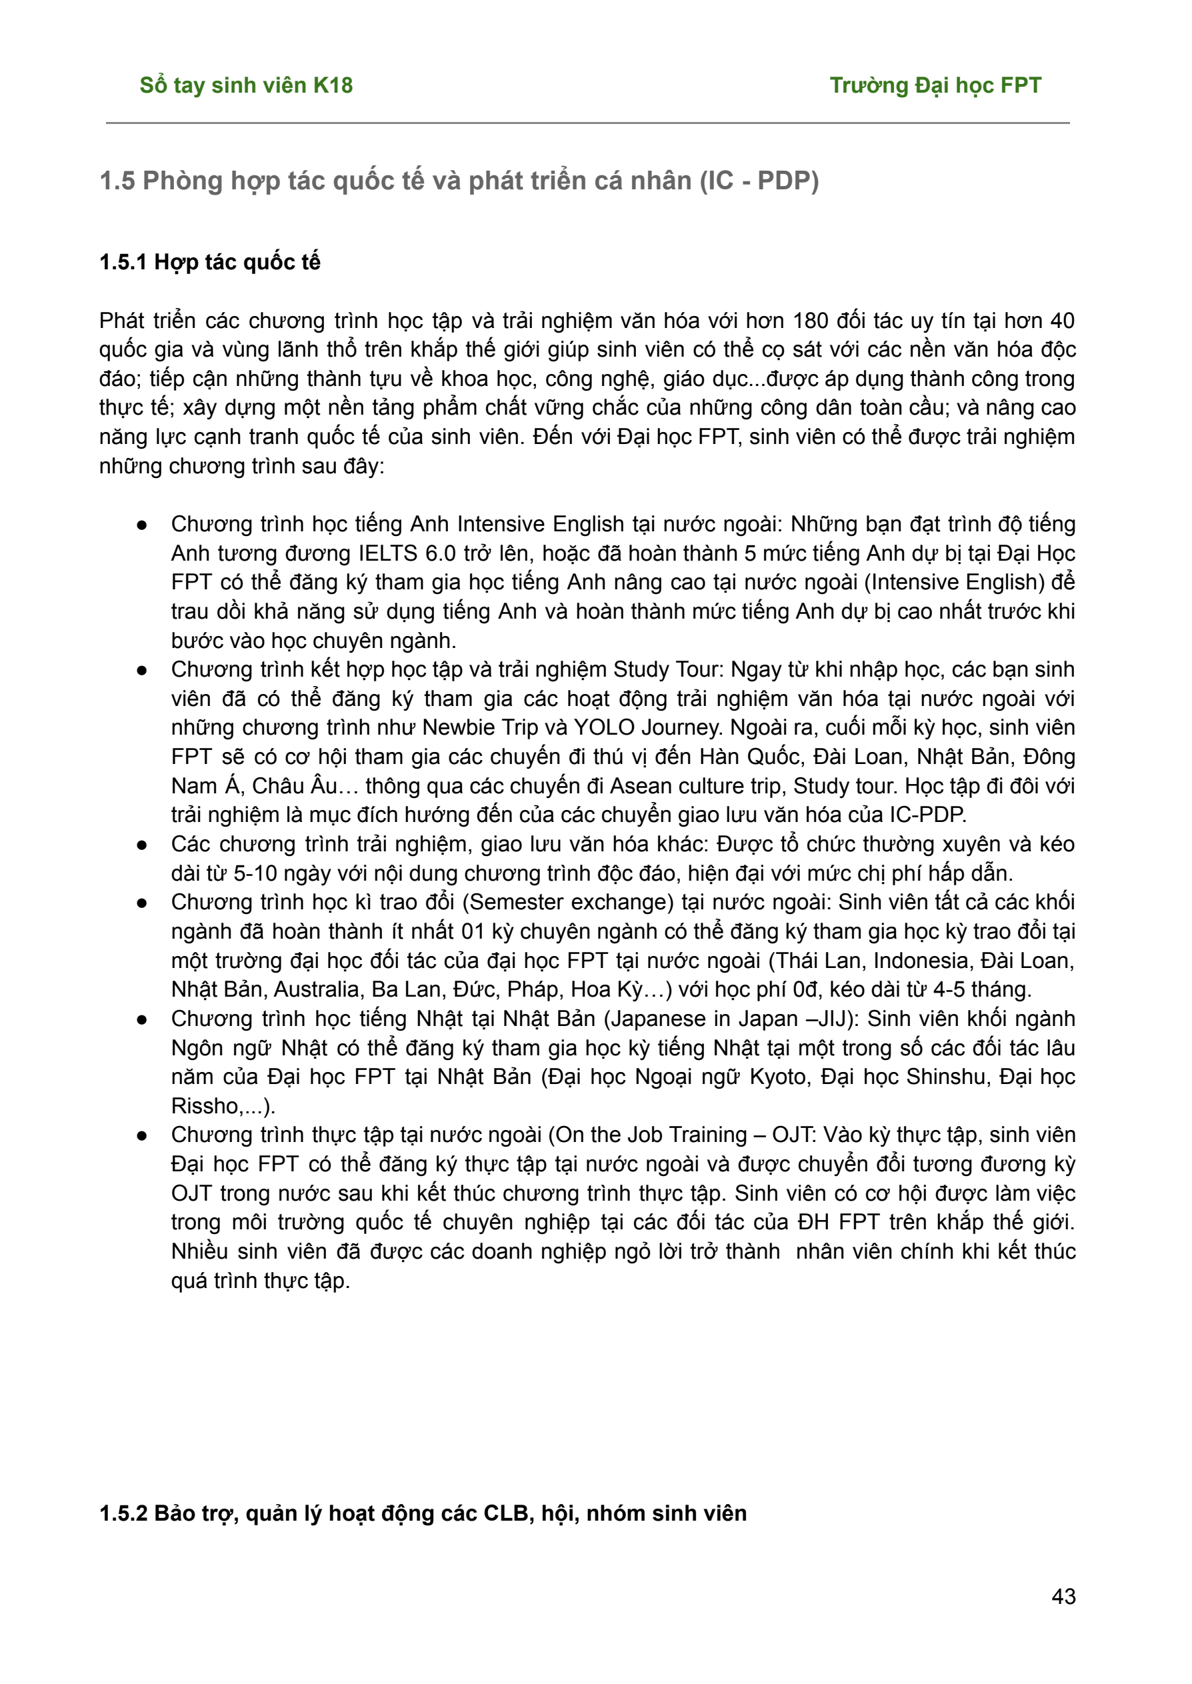 Sổ tay sinh viên K18 Trường Đại học FPT
1.5 Phòng hợp tác quốc tế và phát triển cá nhân (IC - PDP)
1.5.1 Hợp tác quốc tế
Phát triển các chương trình học tập và trải nghiệm văn hóa với hơn 180 đối tác uy tín tại hơn 40
quốc gia và vùng lãnh thổ trên khắp thế giới giúp sinh viên có thể cọ sát với các nền văn hóa độc
đáo; tiếp cận những thành tựu về khoa học, công nghệ, giáo dục...được áp dụng thành công trong
thực tế; xây dựng một nền tảng phẩm chất vững chắc của những công dân toàn cầu; và nâng cao
năng lực cạnh tranh quốc tế của sinh viên. Đến với Đại học FPT, sinh viên có thể được trải nghiệm
những chương trình sau đây:
● Chương trình học tiếng Anh Intensive English tại nước ngoài: Những bạn đạt trình độ tiếng
Anh tương đương IELTS 6.0 trở lên, hoặc đã hoàn thành 5 mức tiếng Anh dự bị tại Đại Học
FPT có thể đăng ký tham gia học tiếng Anh nâng cao tại nước ngoài (Intensive English) để
trau dồi khả năng sử dụng tiếng Anh và hoàn thành mức tiếng Anh dự bị cao nhất trước khi
bước vào học chuyên ngành.
● Chương trình kết hợp học tập và trải nghiệm Study Tour: Ngay từ khi nhập học, các bạn sinh
viên đã có thể đăng ký tham gia các hoạt động trải nghiệm văn hóa tại nước ngoài với
những chương trình như Newbie Trip và YOLO Journey. Ngoài ra, cuối mỗi kỳ học, sinh viên
FPT sẽ có cơ hội tham gia các chuyến đi thú vị đến Hàn Quốc, Đài Loan, Nhật Bản, Đông
Nam Á, Châu Âu… thông qua các chuyến đi Asean culture trip, Study tour. Học tập đi đôi với
trải nghiệm là mục đích hướng đến của các chuyển giao lưu văn hóa của IC-PDP.
● Các chương trình trải nghiệm, giao lưu văn hóa khác: Được tổ chức thường xuyên và kéo
dài từ 5-10 ngày với nội dung chương trình độc đáo, hiện đại với mức chị phí hấp dẫn.
● Chương trình học kì trao đổi (Semester exchange) tại nước ngoài: Sinh viên tất cả các khối
ngành đã hoàn thành ít nhất 01 kỳ chuyên ngành có thể đăng ký tham gia học kỳ trao đổi tại
một trường đại học đối tác của đại học FPT tại nước ngoài (Thái Lan, Indonesia, Đài Loan,
Nhật Bản, Australia, Ba Lan, Đức, Pháp, Hoa Kỳ…) với học phí 0đ, kéo dài từ 4-5 tháng.
● Chương trình học tiếng Nhật tại Nhật Bản (Japanese in Japan –JIJ): Sinh viên khối ngành
Ngôn ngữ Nhật có thể đăng ký tham gia học kỳ tiếng Nhật tại một trong số các đối tác lâu
năm của Đại học FPT tại Nhật Bản (Đại học Ngoại ngữ Kyoto, Đại học Shinshu, Đại học
Rissho,...).
● Chương trình thực tập tại nước ngoài (On the Job Training – OJT: Vào kỳ thực tập, sinh viên
Đại học FPT có thể đăng ký thực tập tại nước ngoài và được chuyển đổi tương đương kỳ
OJT trong nước sau khi kết thúc chương trình thực tập. Sinh viên có cơ hội được làm việc
trong môi trường quốc tế chuyên nghiệp tại các đối tác của ĐH FPT trên khắp thế giới.
Nhiều sinh viên đã được các doanh nghiệp ngỏ lời trở thành nhân viên chính khi kết thúc
quá trình thực tập.
1.5.2 Bảo trợ, quản lý hoạt động các CLB, hội, nhóm sinh viên
43